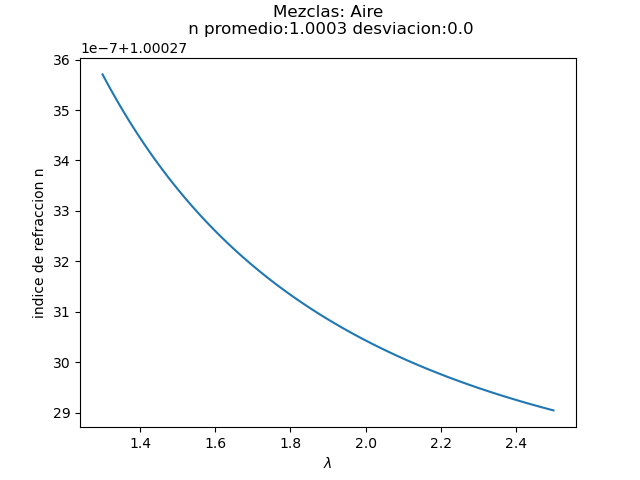 Mezclas: Aire
n promedio:1.0003 desviacion:0.0
1e−7+1.00027
36
35
34
33
32
31
30
29
indice de refraccion n
1.4 1.6 1.8 2.0 2.2 2.4
λ